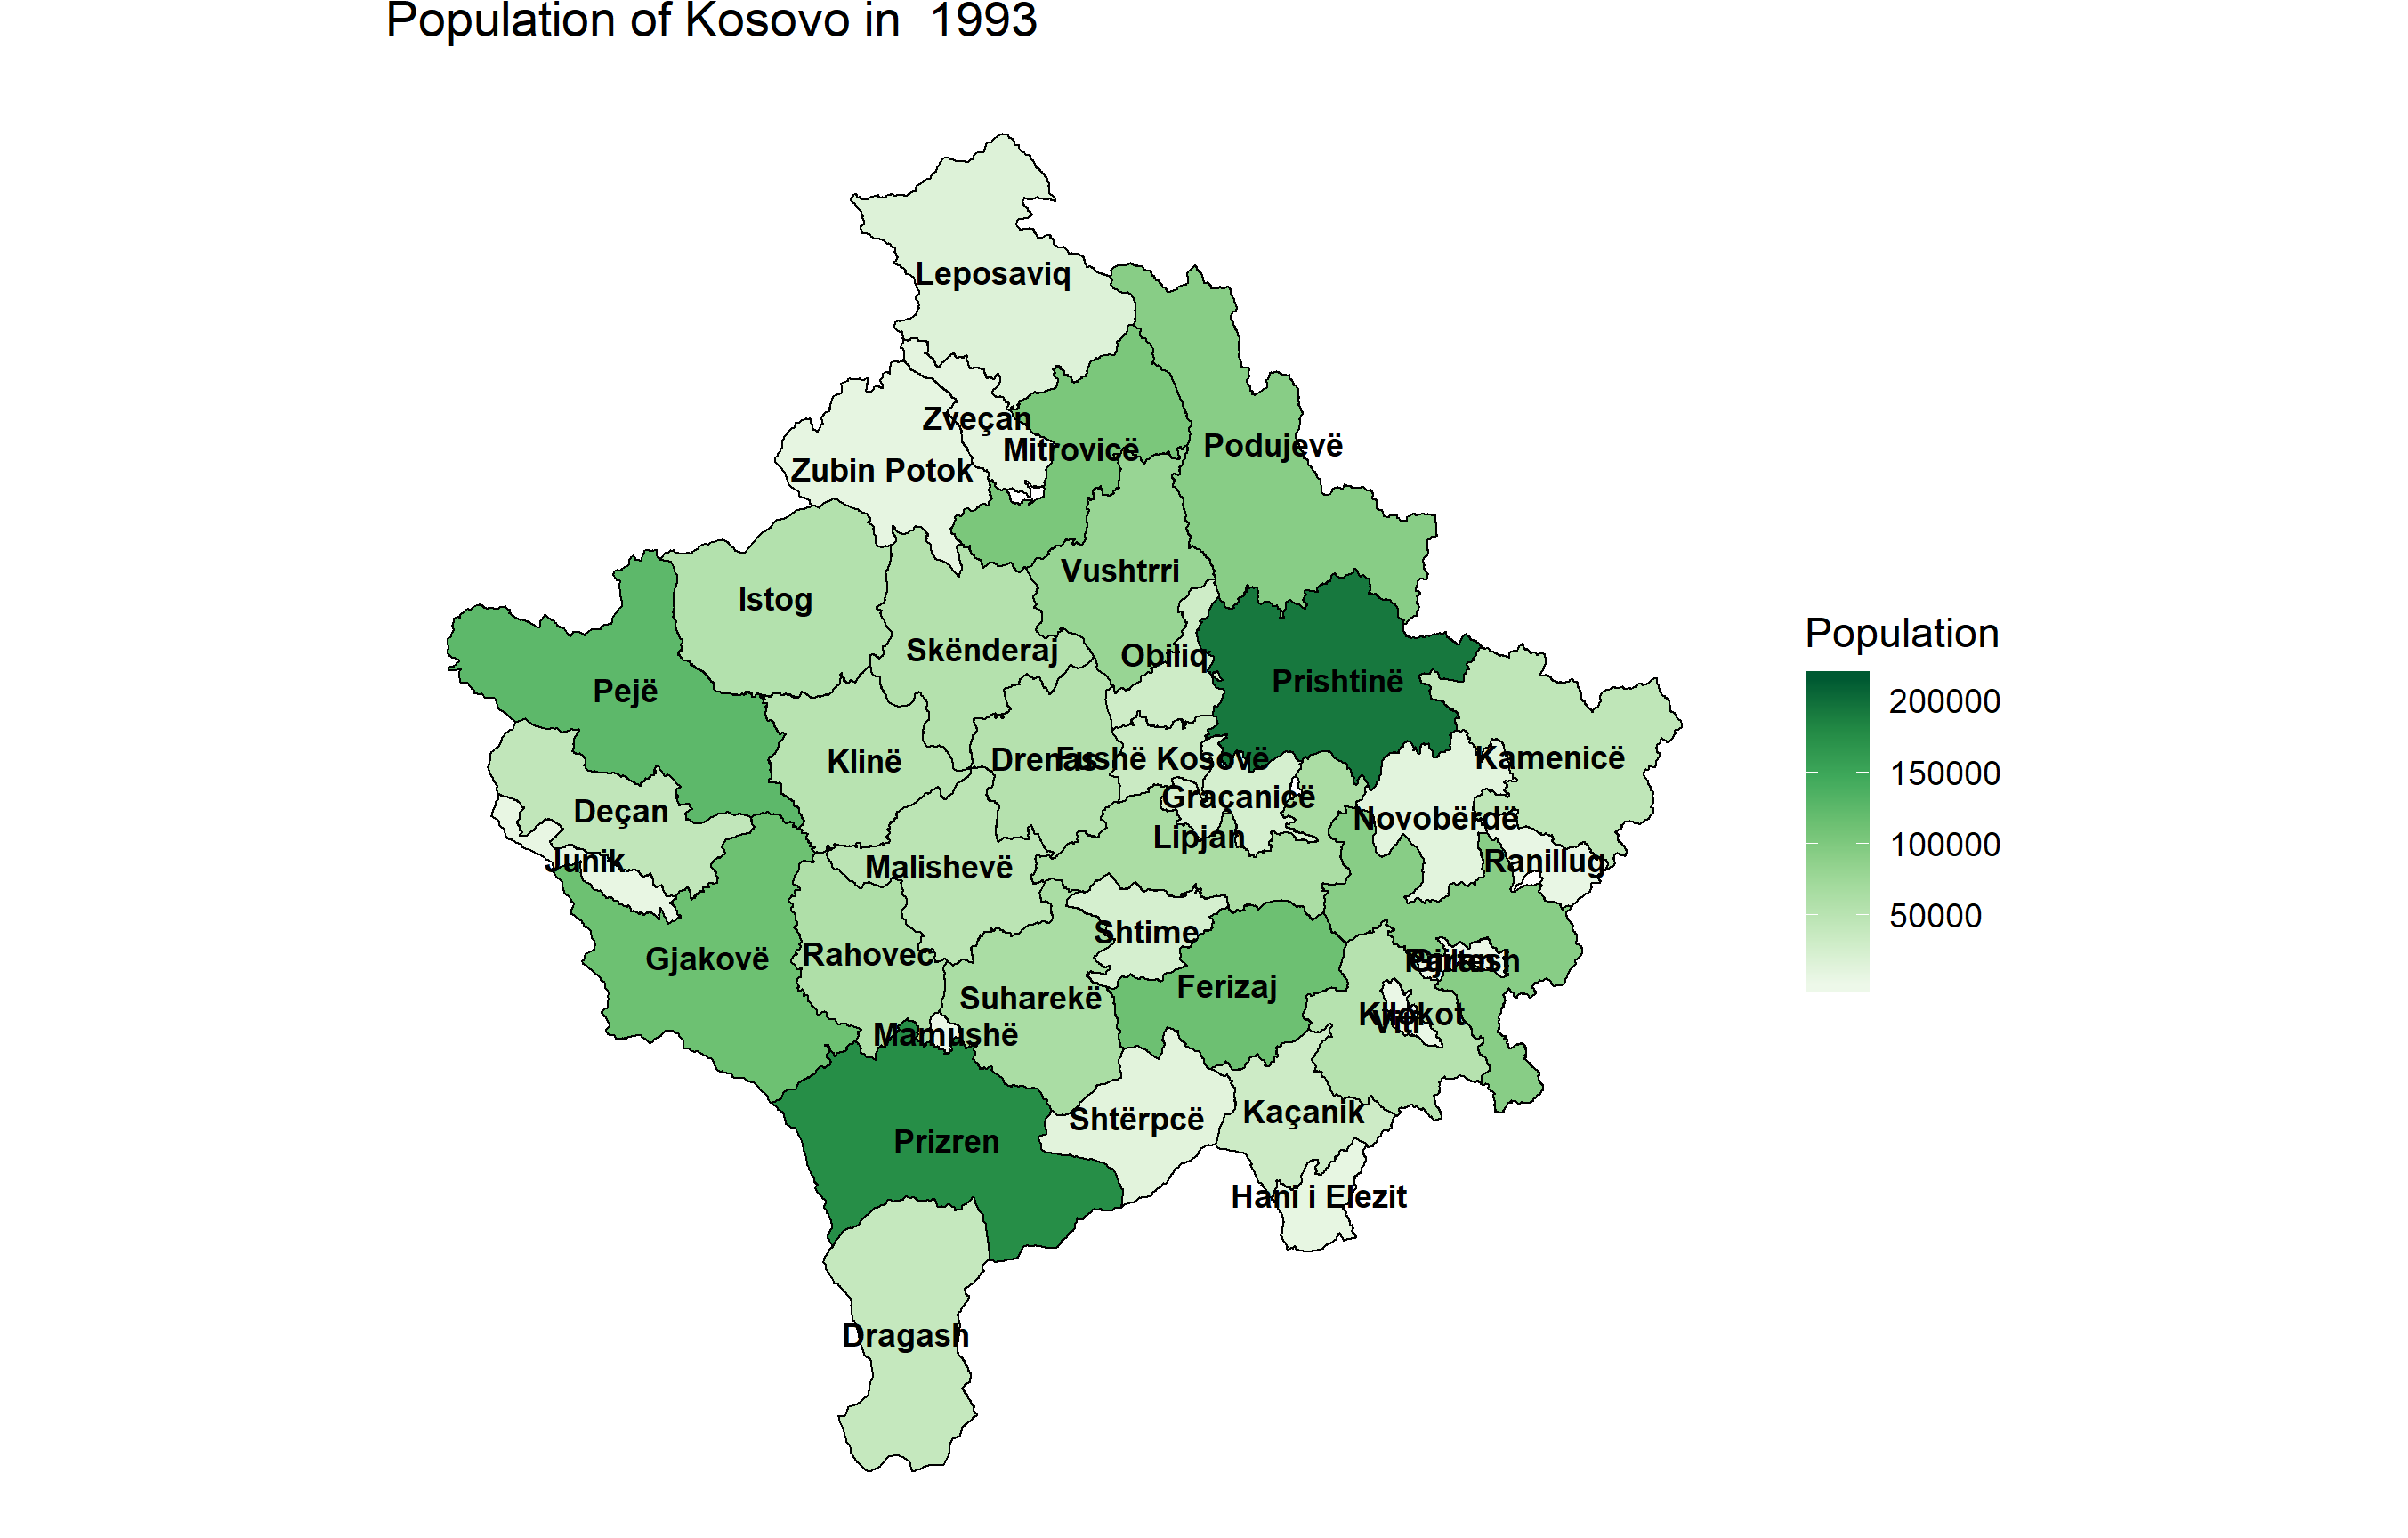 Population of Kosovo in  1993
Leposaviq
Zveçan
Podujevë
Mitrovicë
Zubin Potok
Vushtrri
Istog
Skënderaj
Obiliq
Prishtinë
Pejë
Klinë
Drenas
Fushë Kosovë
Kamenicë
Graçanicë
Deçan
Novobërdë
Lipjan
Junik
Malishevë
Ranillug
Shtime
Rahovec
Gjakovë
Gjilan
Partesh
Ferizaj
Suharekë
Kllokot
Viti
Mamushë
Kaçanik
Shtërpcë
Prizren
Hani i Elezit
Dragash
Population
200000
150000
100000
50000